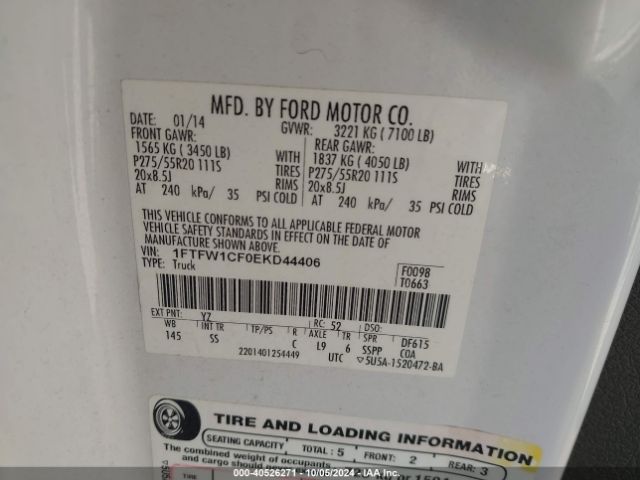 MFD. BY FORD MOTOR CO.
DATE: 01/14 GVWR: 3221 KG ( 7100 LB)
FRONT GAWR: REAR GAWR:
1565 KG ( 3450 LB) WITH 1837 KG ( 4050 LB) WITH
P275/55R20 111S TIRES P275/55R20 111S TIRES
20x8.5J RIMS 20x8.5J RIMS
AT 240 kPa/ 35 PSI COLD AT 240 kPa/ 35 PSI COLD
THIS VEHICLE CONFORMS TO ALL APPLICABLE FEDERAL MOTOR
VEHICLE SAFETY STANDARDS IN EFFECT ON THE DATE OF
MANUFACTURE SHOWN ABOVE.
VIN: 1FTFW1CF0EKD44406
TYPE: Truck
F0098
T0663
EXT PNT: YZ RC: 52 DSO:
WB INT TR TP/PS R AXLE TR SPR DF615
145 SS C L9 6 SSPP COA
2201401254449 UTC ▽5U5A-1520472-BA
TIRE AND LOADING INFORMATION
SEATING CAPACITY TOTAL : 5 FRONT: 2 REAR: 3
The combined weight of occupants
and cargo should
TIRE
000-40526271 - 10/05/2024 - IAA Inc.